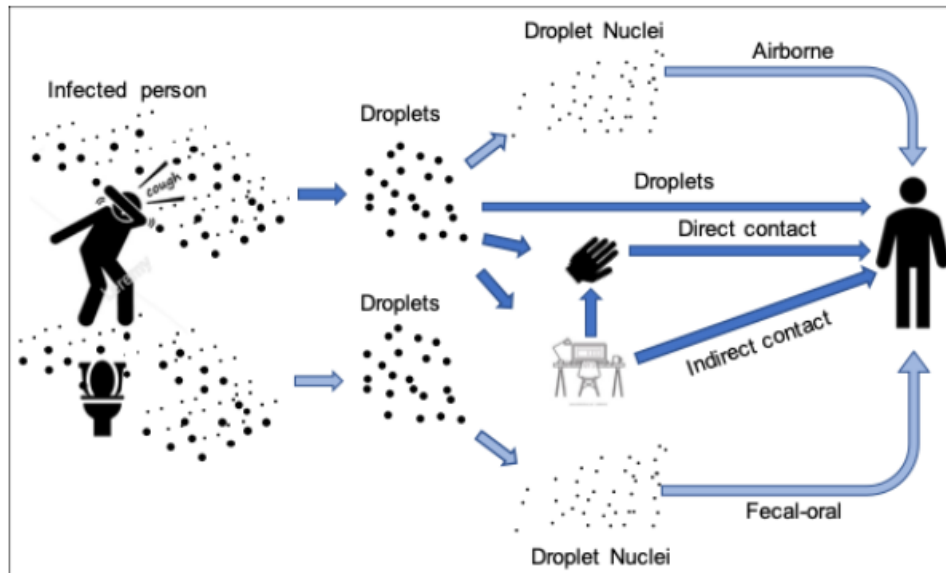 Droplet Nuclei
Airborne
Infected person
Droplets
cough
Droplets
Direct contact
Droplets
Indirect contact
Fecal-oral
Droplet Nuclei